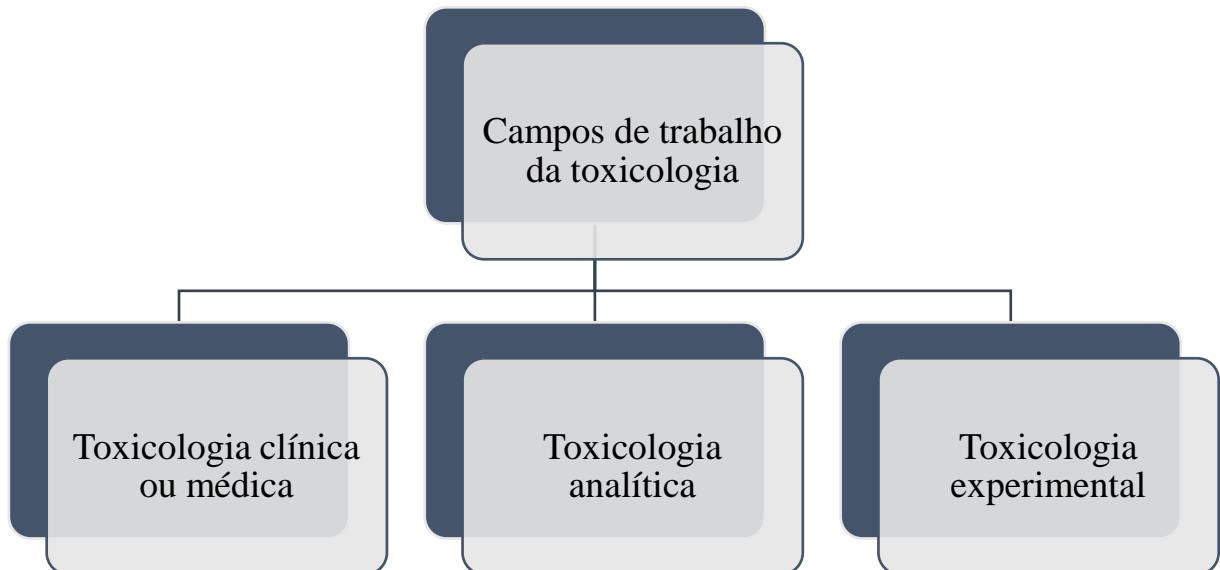 Campos de trabalho
da toxicologia
Toxicologia clínica
ou médica
Toxicologia
analítica
Toxicologia
experimental